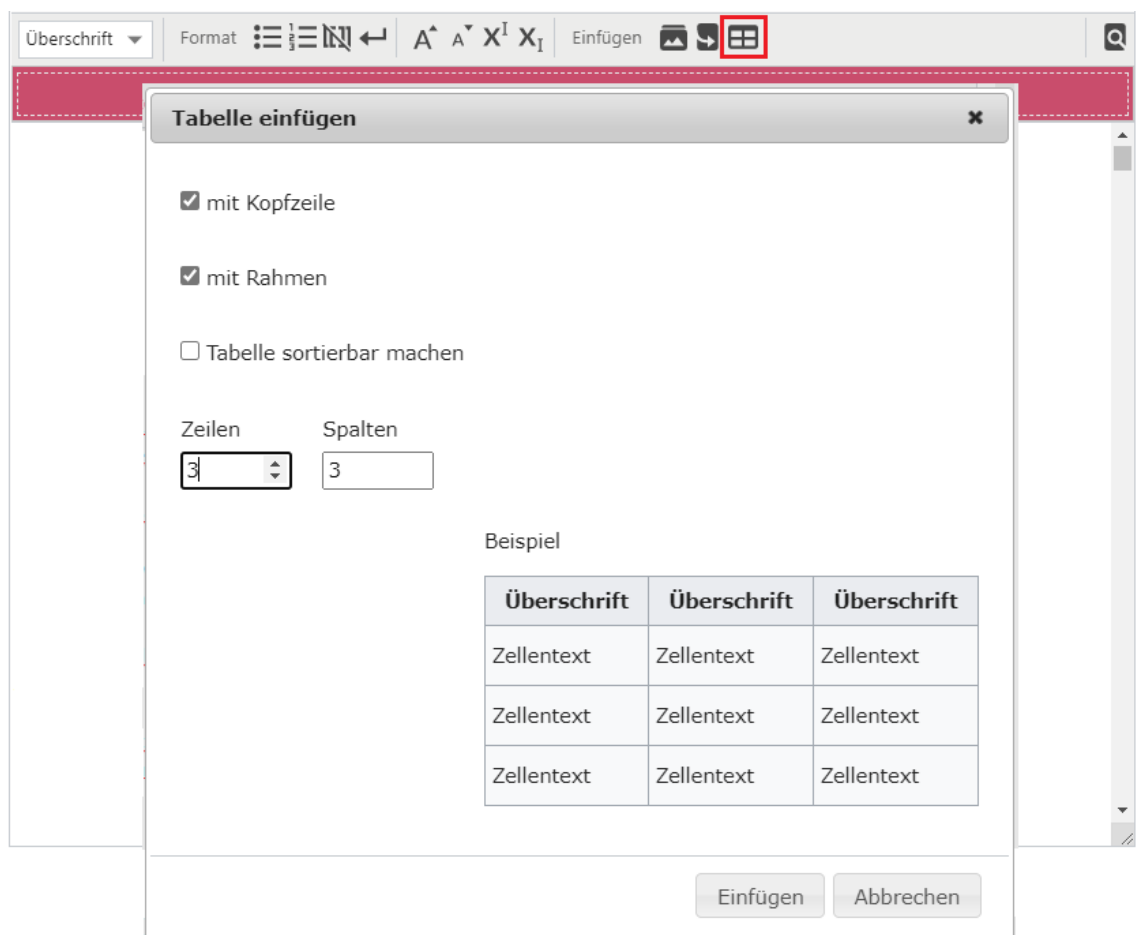 Überschrift Format Einfügen
Tabelle einfügen
mit Kopfzeile
mit Rahmen
Tabelle sortierbar machen
Zeilen Spalten
3 3
Beispiel
Überschrift Überschrift Überschrift
Zellentext Zellentext Zellentext
Zellentext Zellentext Zellentext
Zellentext Zellentext Zellentext
Einfügen Abbrechen